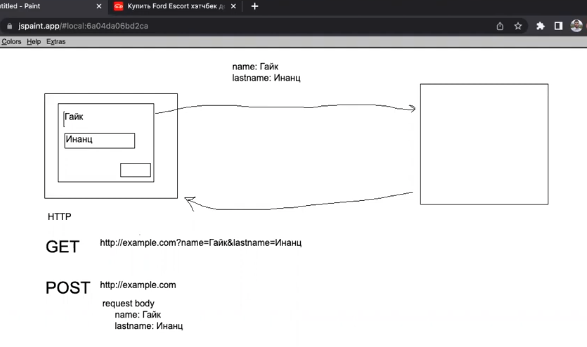 ntitled - Paint
Купить Ford Escort хэтчбек д
jspaint.app/#local:6a04da06bd2ca
Colors Help Extras
name: Гайк
lastname: Инанц
Гайк
Инанц
HTTP
GET http://example.com?name=Гайк&lastname=Инанц
POST http://example.com
request body
name: Гайк
lastname: Инанц